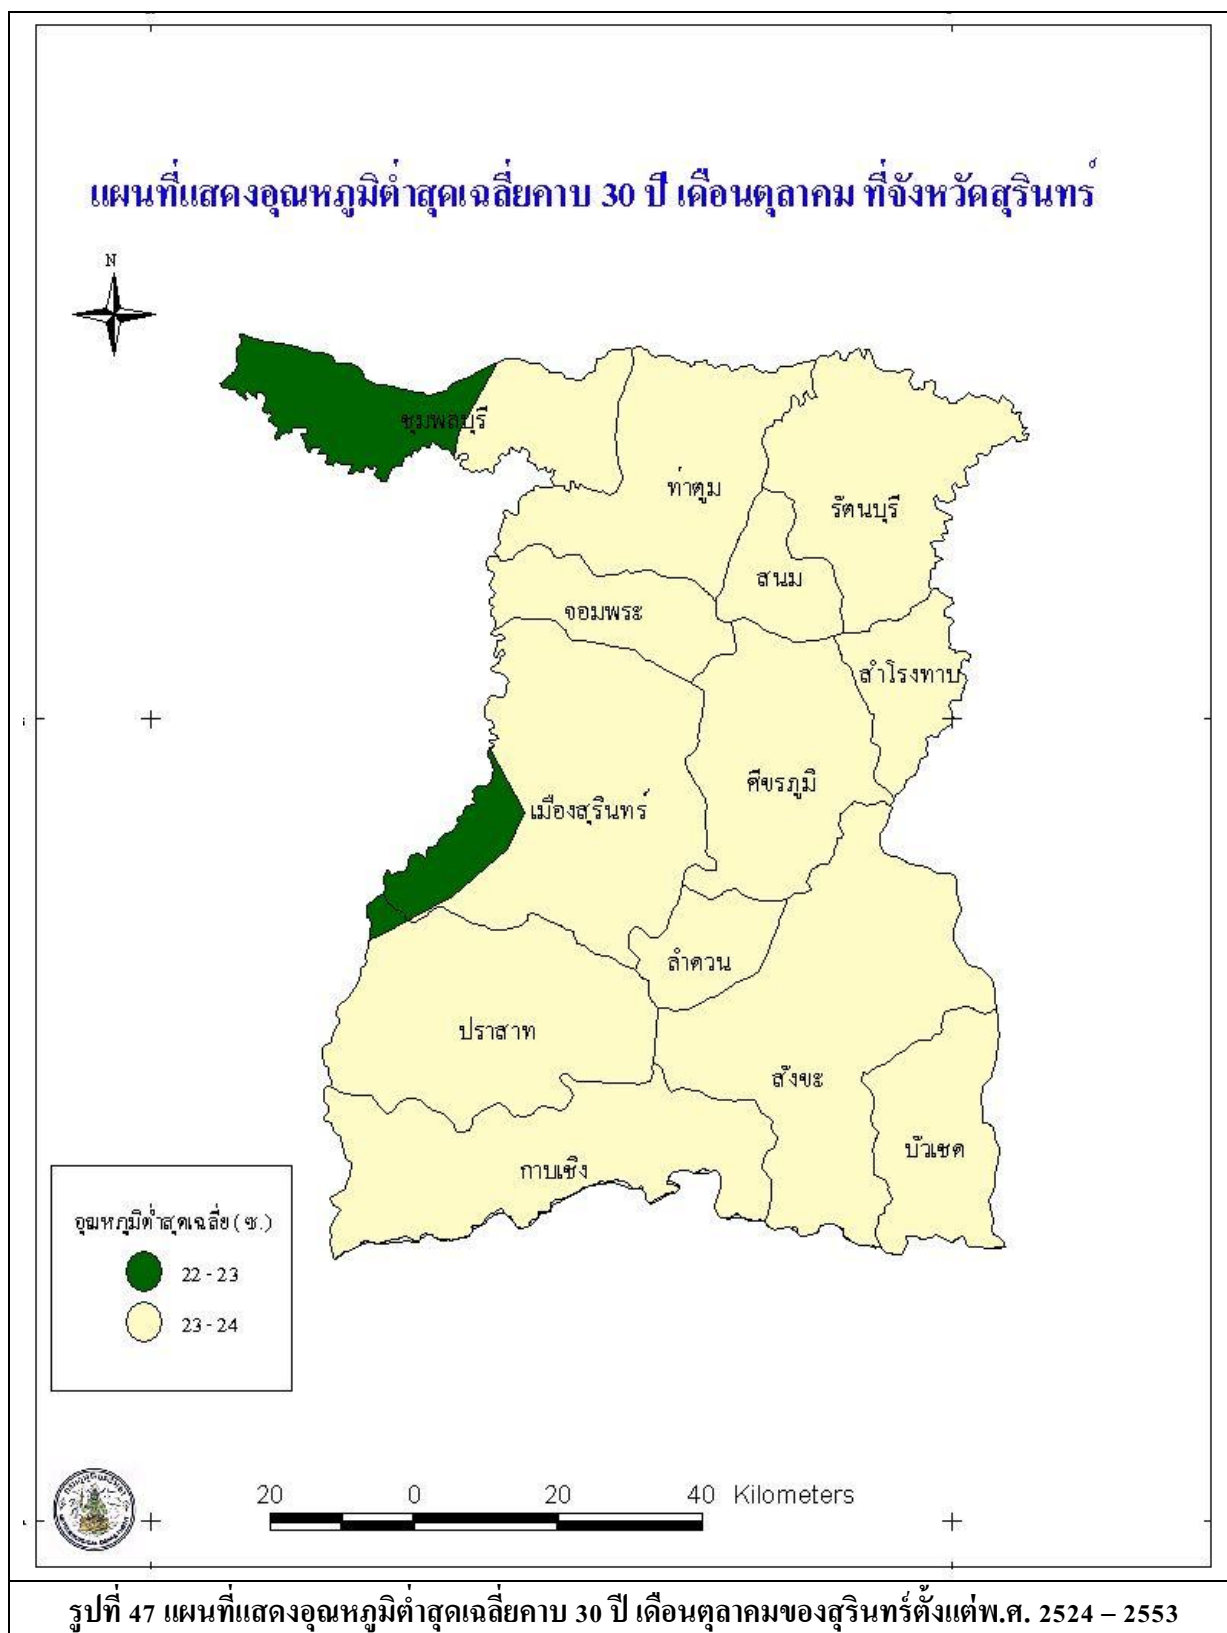 แผนที่แสดงอุณหภูมิต่ำสุดเฉลี่ยคาบ 30 ปี เดือนตุลาคม ที่จังหวัดสุรินทร์
N
ชุมพลบุรี
ท่าตูม
รัตนบุรี
สนม
จอมพระ
สำโรงทาบ
ศีขรภูมิ
เมืองสุรินทร์
ลำดวน
ปราสาท
สังขะ
บัวเชด
กาบเชิง
อุฌหภูมิต่ำสุดเฉลี่ย ( ซ. )
22 - 23
23 - 24
20 0 20 40 Kilometers
รูปที่ 47 แผนที่แสดงอุณหภูมิต่ำสุดเฉลี่ยคาบ 30 ปี เดือนตุลาคมของสุรินทร์ตั้งแต่พ.ศ. 2524 – 2553